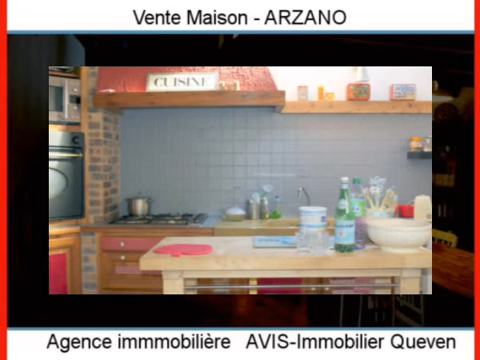 Vente Maison - ARZANO
CUISINE
Agence immmobilière AVIS-Immobilier Queven